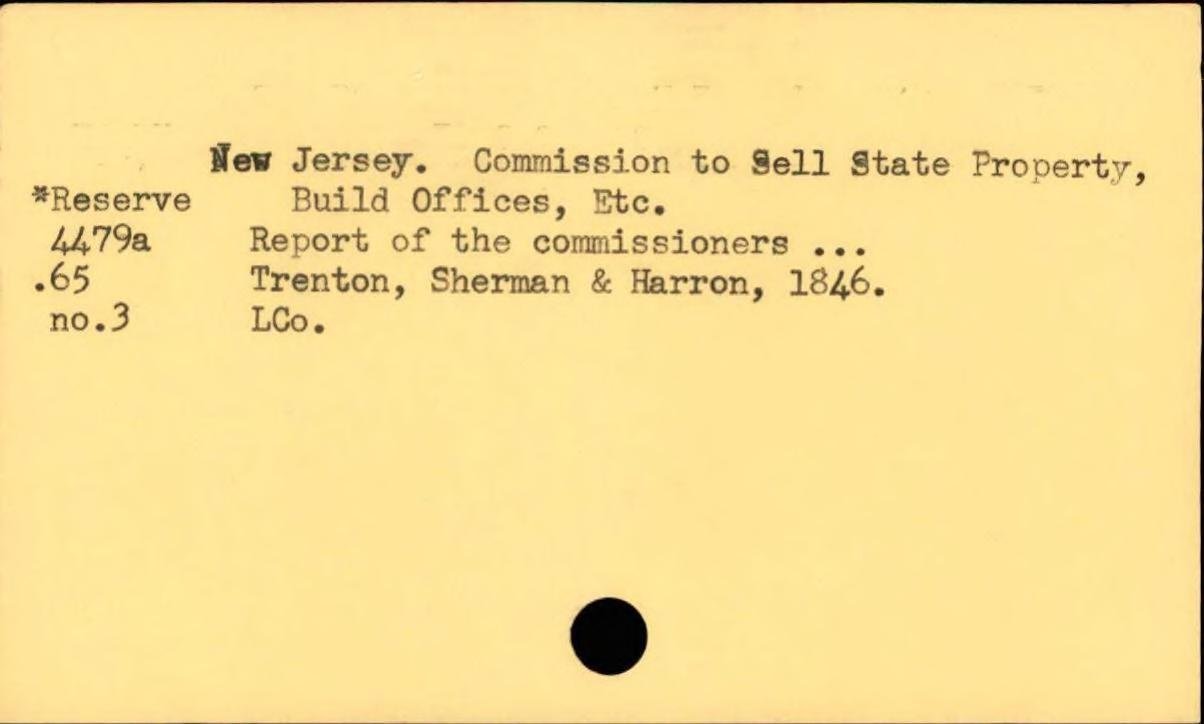 New Jersey. Commission to Sell State Property,
*Reserve Build Offices, Etc.
4479a Report of the commissioners ...
.65 Trenton, Sherman & Harron, 1846.
no.3 LCo.